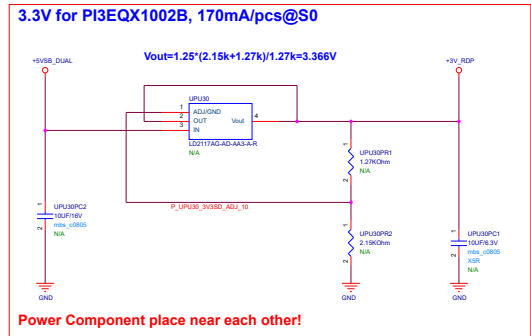 3.3V for PI3EQX1002B, 170mA/pcs@S0
+5VSB_DUAL
Vout=1.25*(2.15k+1.27k)/1.27k=3.366V
+3V_RDP
UPU30
1 ADJ/GND
2 OUT Vout 4
3 IN
LD2117AG-AD-AA3-A-R
N/A
1
UPU30PR1
1.27KOhm
N/A
2
P_UPU30_3V3SD_ADJ_10
1
UPU30PC2
10UF/16V
mbs_c0805
N/A
2
1
UPU30PR2
2.15KOhm
N/A
2
1
UPU30PC1
10UF/6.3V
mbs_c0805
X5R
N/A
2
GND
GND
GND
Power Component place near each other!